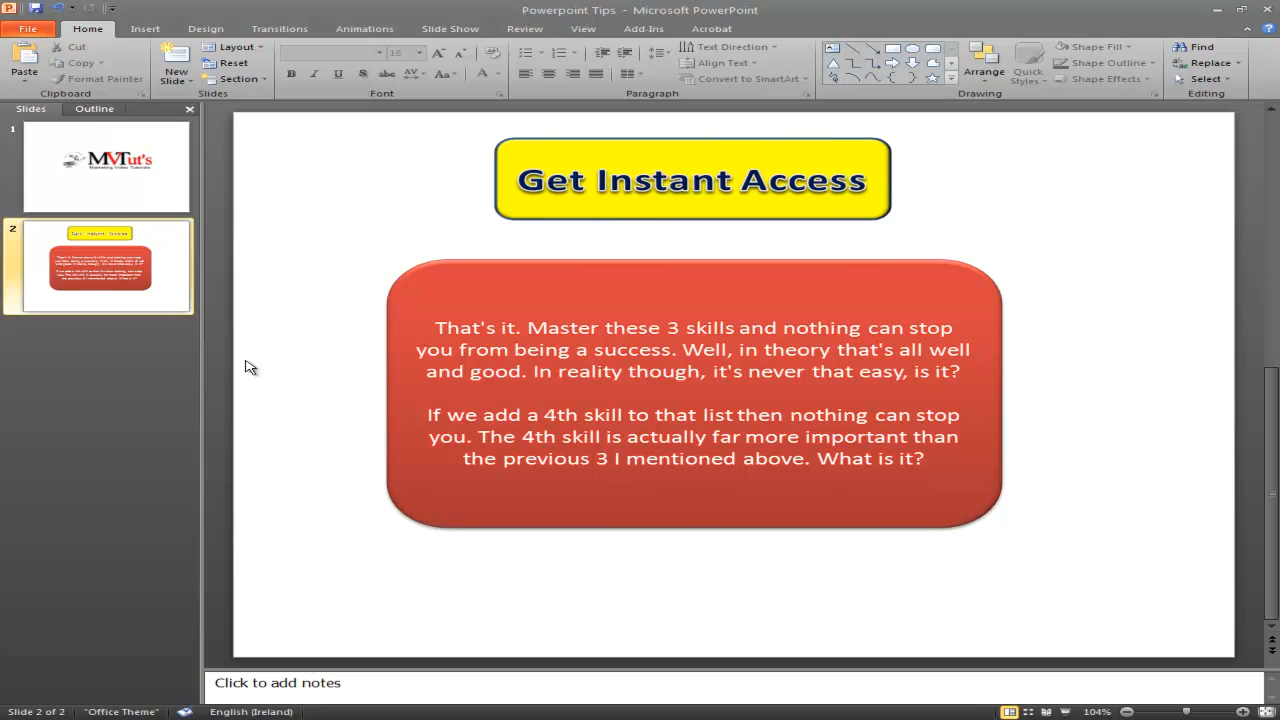 Powerpoint Tips - Microsoft PowerPoint
File Home Insert Design Transitions Animations Slide Show Review View Add-Ins Acrobat
Paste
Cut
Copy
Format Painter
Clipboard
New Slide
Layout
Reset
Section
Slides
18
B I U S abc AV Aa A
Font
Text Direction
Align Text
Convert to SmartArt
Paragraph
Arrange
Quick Styles
Shape Fill
Shape Outline
Shape Effects
Drawing
Find
Replace
Select
Editing
Slides Outline
1
MVTut's
Marketing Video Tutorials
2
Get Instant Access
That's it. Master these 3 skills and nothing can stop
you from being a success. Well, in theory that's all well
and good. In reality though, it's never that easy, is it?
If we add a 4th skill to that list then nothing can stop
you. The 4th skill is actually far more important than
the previous 3 I mentioned above. What is it?
Click to add notes
Slide 2 of 2 "Office Theme" English (Ireland) 104%